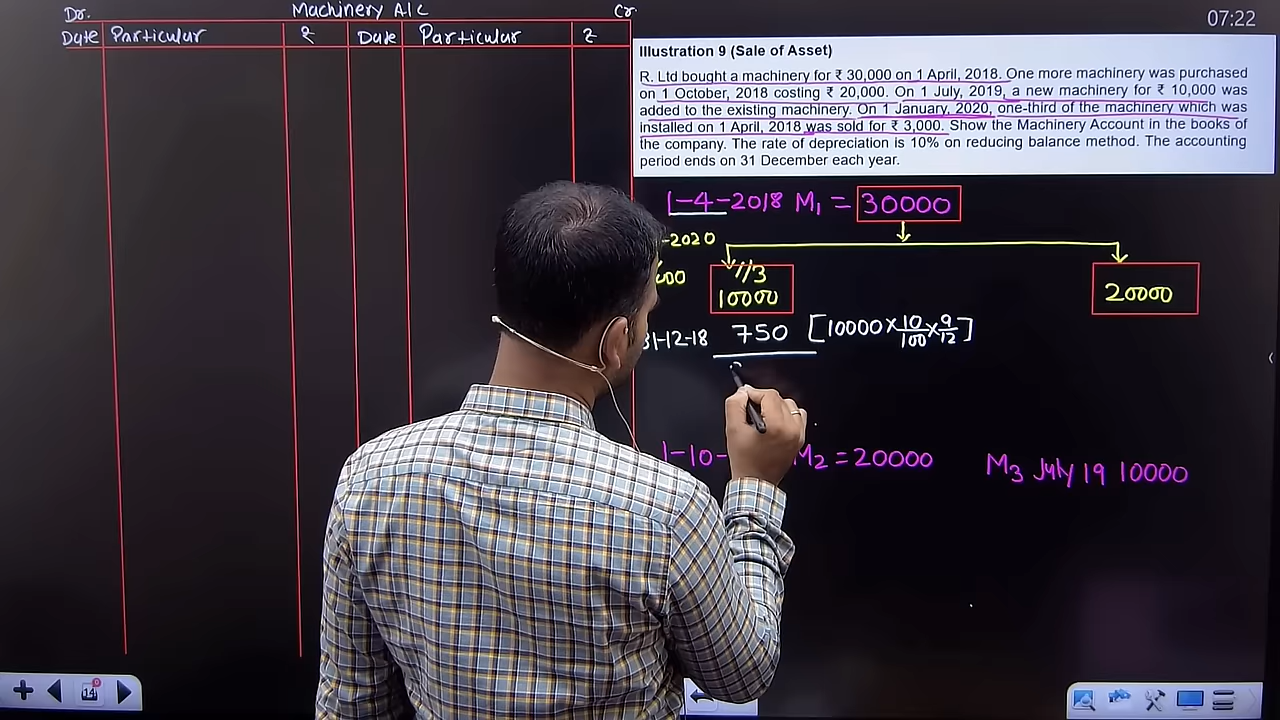 Dr. Machinery A/c Cr.
Date Particular ₹ Date Particular ₹
07:22
Illustration 9 (Sale of Asset)
R. Ltd bought a machinery for ₹ 30,000 on 1 April, 2018. One more machinery was purchased
on 1 October, 2018 costing ₹ 20,000. On 1 July, 2019, a new machinery for ₹ 10,000 was
added to the existing machinery. On 1 January, 2020, one-third of the machinery which was
installed on 1 April, 2018 was sold for ₹ 3,000. Show the Machinery Account in the books of
the company. The rate of depreciation is 10% on reducing balance method. The accounting
period ends on 31 December each year.
1-4-2018 M1 = 30000
-2020
1/3
10000
20000
31-12-18 750 [10000×10/100×9/12]
1-10- M2 = 20000
M3 July 19 10000
14